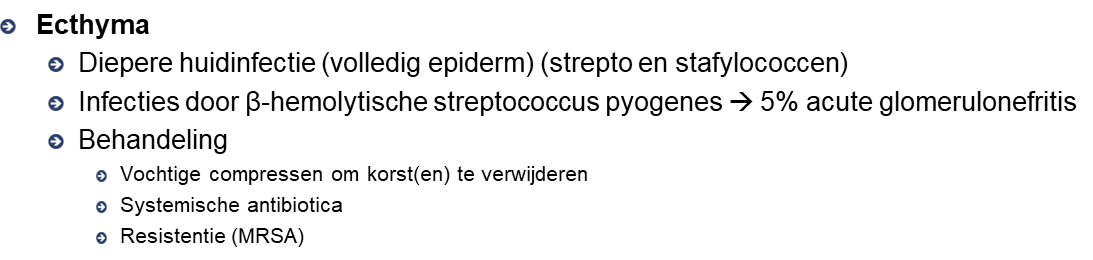 Ecthyma
Diepere huidinfectie (volledig epiderm) (strepto en stafylococcen)
Infecties door β-hemolytische streptococcus pyogenes → 5% acute glomerulonefritis
Behandeling
Vochtige compressen om korst(en) te verwijderen
Systemische antibiotica
Resistentie (MRSA)